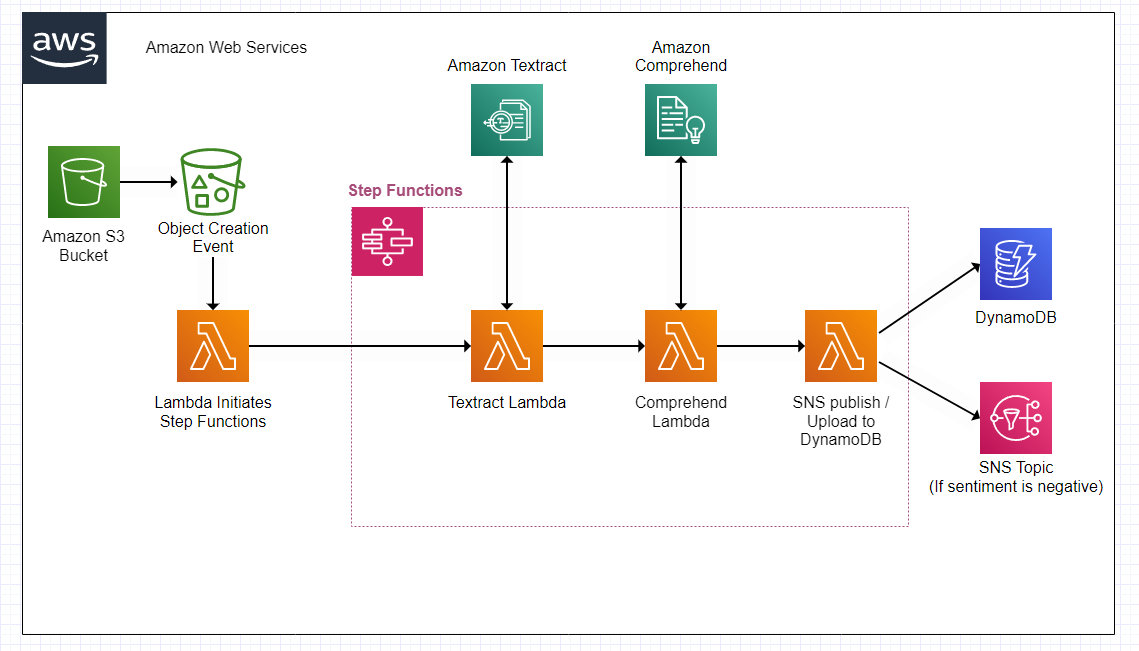 aws
Amazon Web Services
Amazon Textract
Amazon
Comprehend
Amazon S3
Bucket
Object Creation
Event
Step Functions
Lambda Initiates
Step Functions
Textract Lambda
Comprehend
Lambda
SNS publish /
Upload to
DynamoDB
DynamoDB
SNS Topic
(If sentiment is negative)